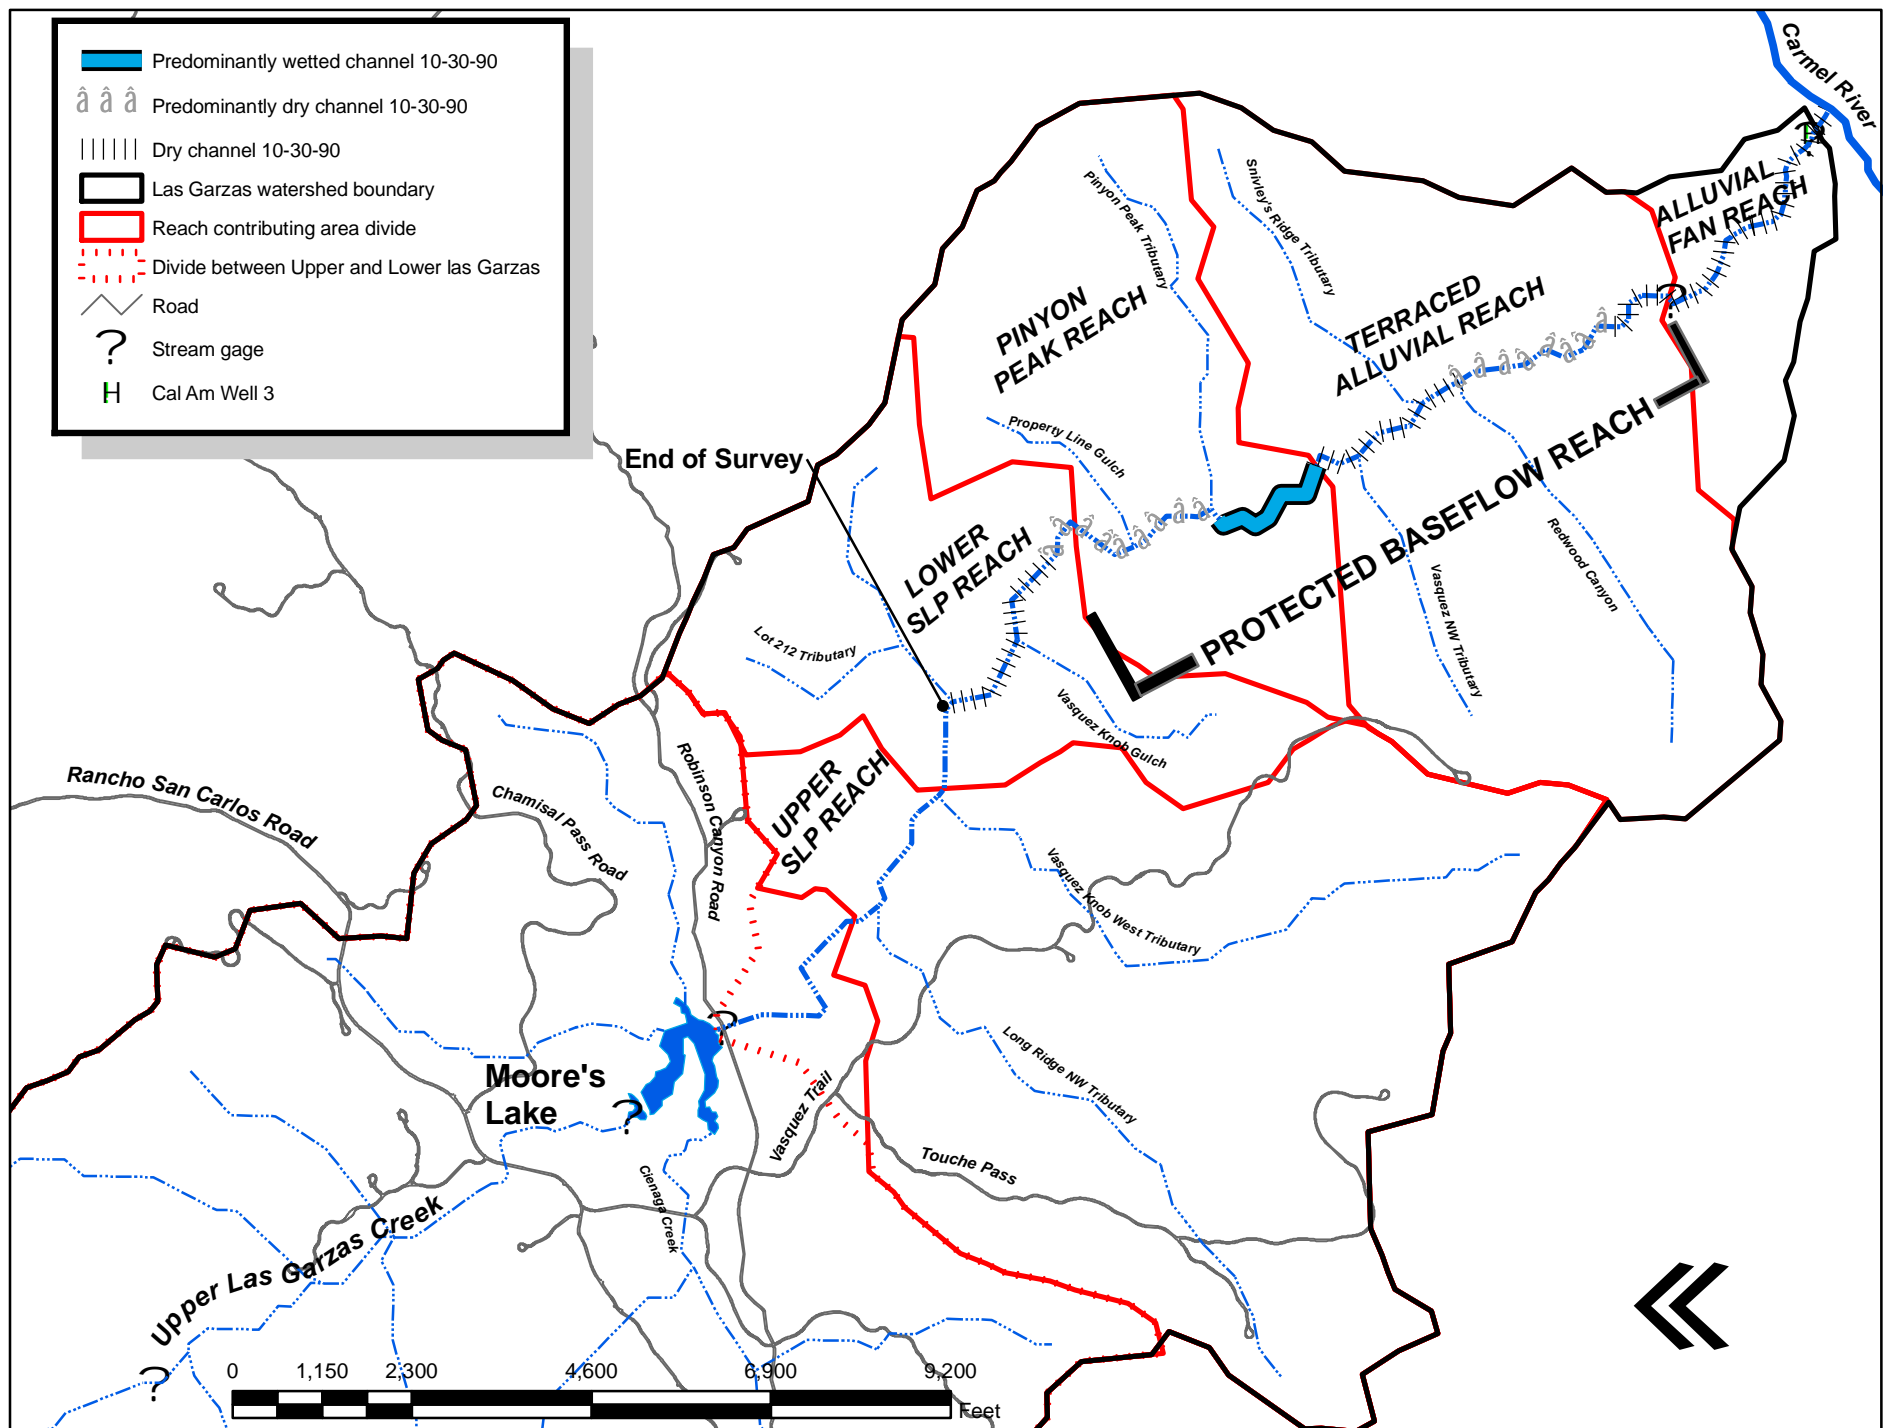 Predominantly wetted channel 10-30-90
â â â Predominantly dry channel 10-30-90
Dry channel 10-30-90
Las Garzas watershed boundary
Reach contributing area divide
Divide between Upper and Lower las Garzas
Road
? Stream gage
H Cal Am Well 3
Carmel River
ALLUVIAL
FAN REACH
Snivley's Ridge Tributary
Pinyon Peak Tributary
TERRACED
ALLUVIAL REACH
PINYON
PEAK REACH
Property Line Gulch
End of Survey
PROTECTED BASEFLOW REACH
LOWER
SLP REACH
Redwood Canyon
Vasquez NW Tributary
Lot 212 Tributary
Vasquez Knob Gulch
Robinson Canyon Road
UPPER
SLP REACH
Rancho San Carlos Road
Chamisal Pass Road
Vasquez Knob West Tributary
Long Ridge NW Tributary
Moore's
Lake
Vasquez Trail
Touche Pass
Cienaga Creek
Upper Las Garzas Creek
0 1,150 2,300 4,600 6,900 9,200
Feet